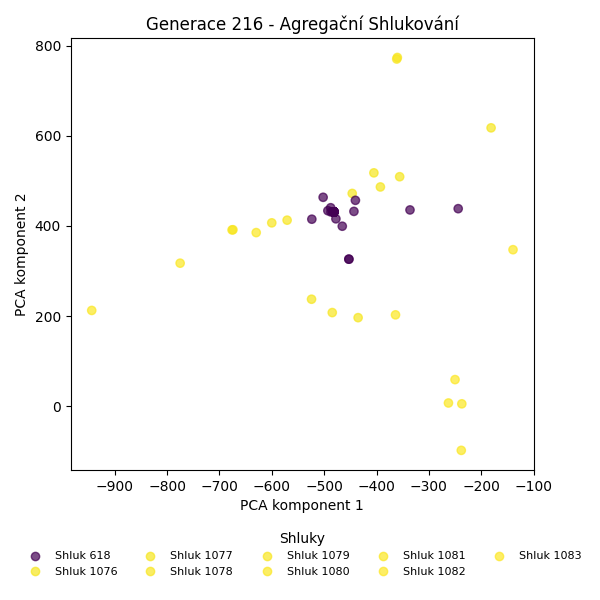 Generace 216 - Agregační Shlukování
PCA komponent 2
800
600
400
200
0
−900 −800 −700 −600 −500 −400 −300 −200 −100
PCA komponent 1
Shluky
Shluk 618 Shluk 1077 Shluk 1079 Shluk 1081 Shluk 1083
Shluk 1076 Shluk 1078 Shluk 1080 Shluk 1082